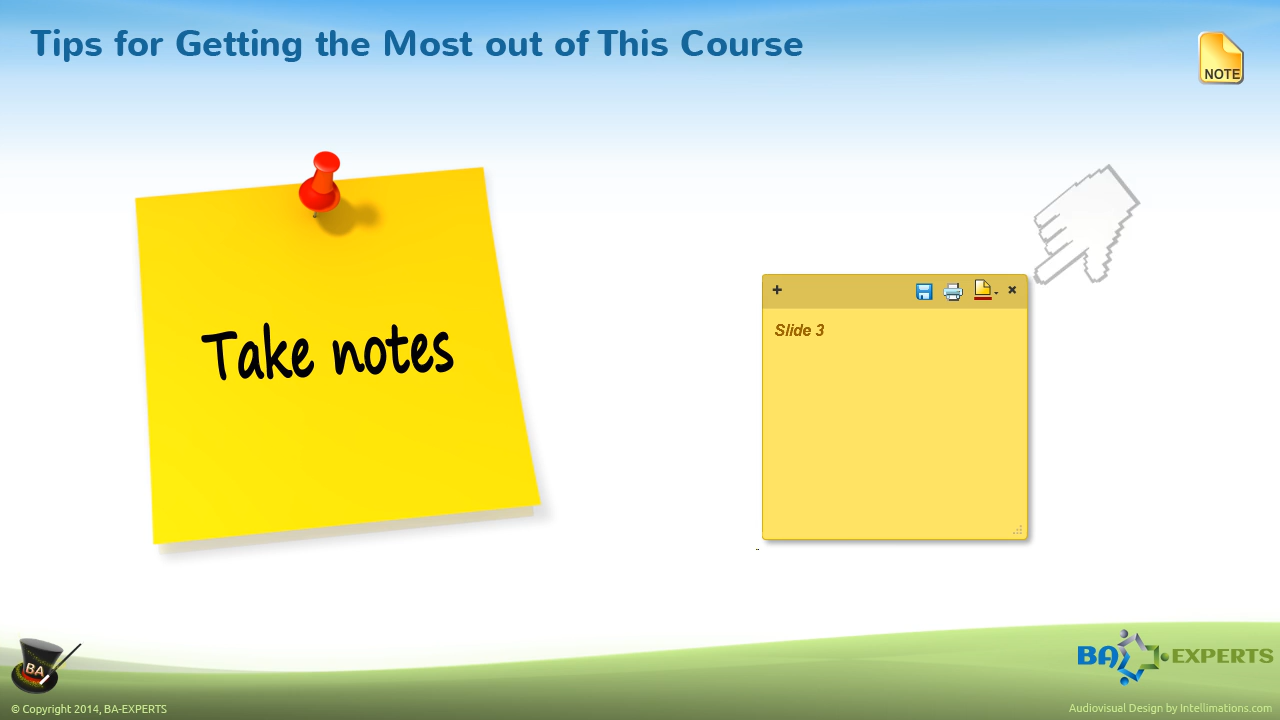 Tips for Getting the Most out of This Course
NOTE
Take notes
Slide 3
BA
BA EXPERTS
© Copyright 2014, BA-EXPERTS
Audiovisual Design by Intellimations.com